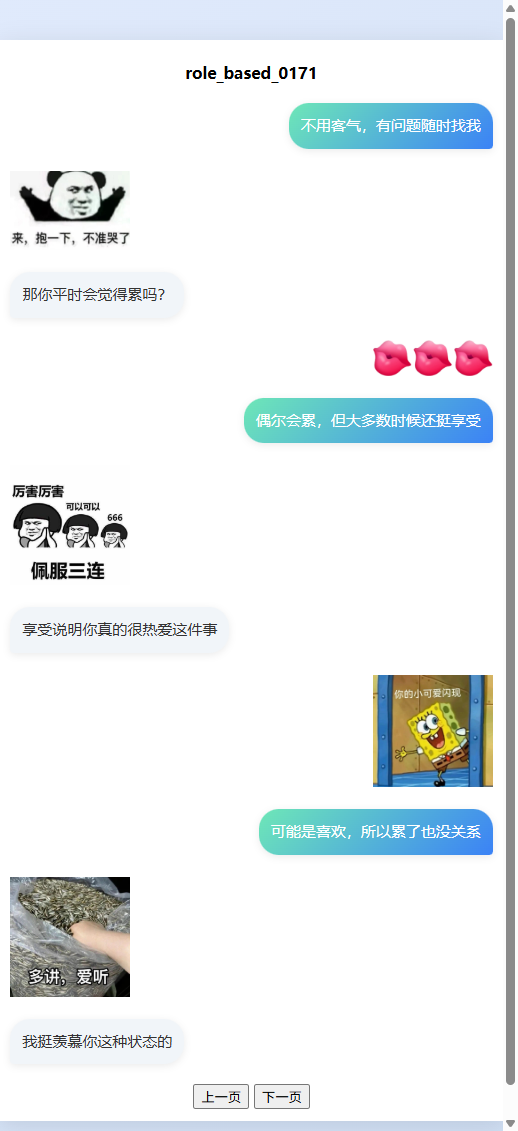 role_based_0171
不用客气，有问题随时找我
来，抱一下，不准哭了
那你平时会觉得累吗？
偶尔会累，但大多数时候还挺享受
厉害厉害
可以可以
666
佩服三连
享受说明你真的很热爱这件事
你的小可爱闪现
可能是喜欢，所以累了也没关系
多讲，爱听
我挺羡慕你这种状态的
上一页 下一页